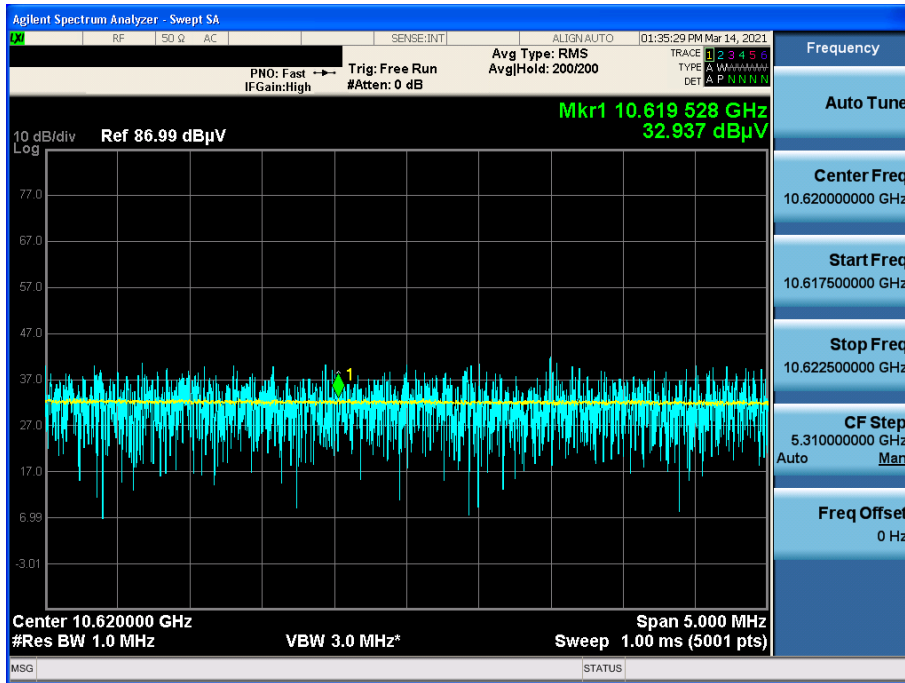 Agilent Spectrum Analyzer - Swept SA
LXI RF 50 Ω AC SENSE:INT ALIGN AUTO 01:35:29 PM Mar 14, 2021
PNO: Fast
IFGain:High
Trig: Free Run
#Atten: 0 dB
Avg Type: RMS
Avg|Hold: 200/200
TRACE 1 2 3 4 5 6
TYPE A WWWWW
DET A P N N N N
Mkr1 10.619 528 GHz
32.937 dBµV
10 dB/div
Log
Ref 86.99 dBµV
77.0
67.0
57.0
47.0
37.0
27.0
17.0
6.99
-3.01
1
Center 10.620000 GHz
Span 5.000 MHz
#Res BW 1.0 MHz
VBW 3.0 MHz*
Sweep 1.00 ms (5001 pts)
MSG
STATUS
Frequency
Auto Tune
Center Freq
10.620000000 GHz
Start Freq
10.617500000 GHz
Stop Freq
10.622500000 GHz
CF Step
5.310000000 GHz
Auto Man
Freq Offset
0 Hz